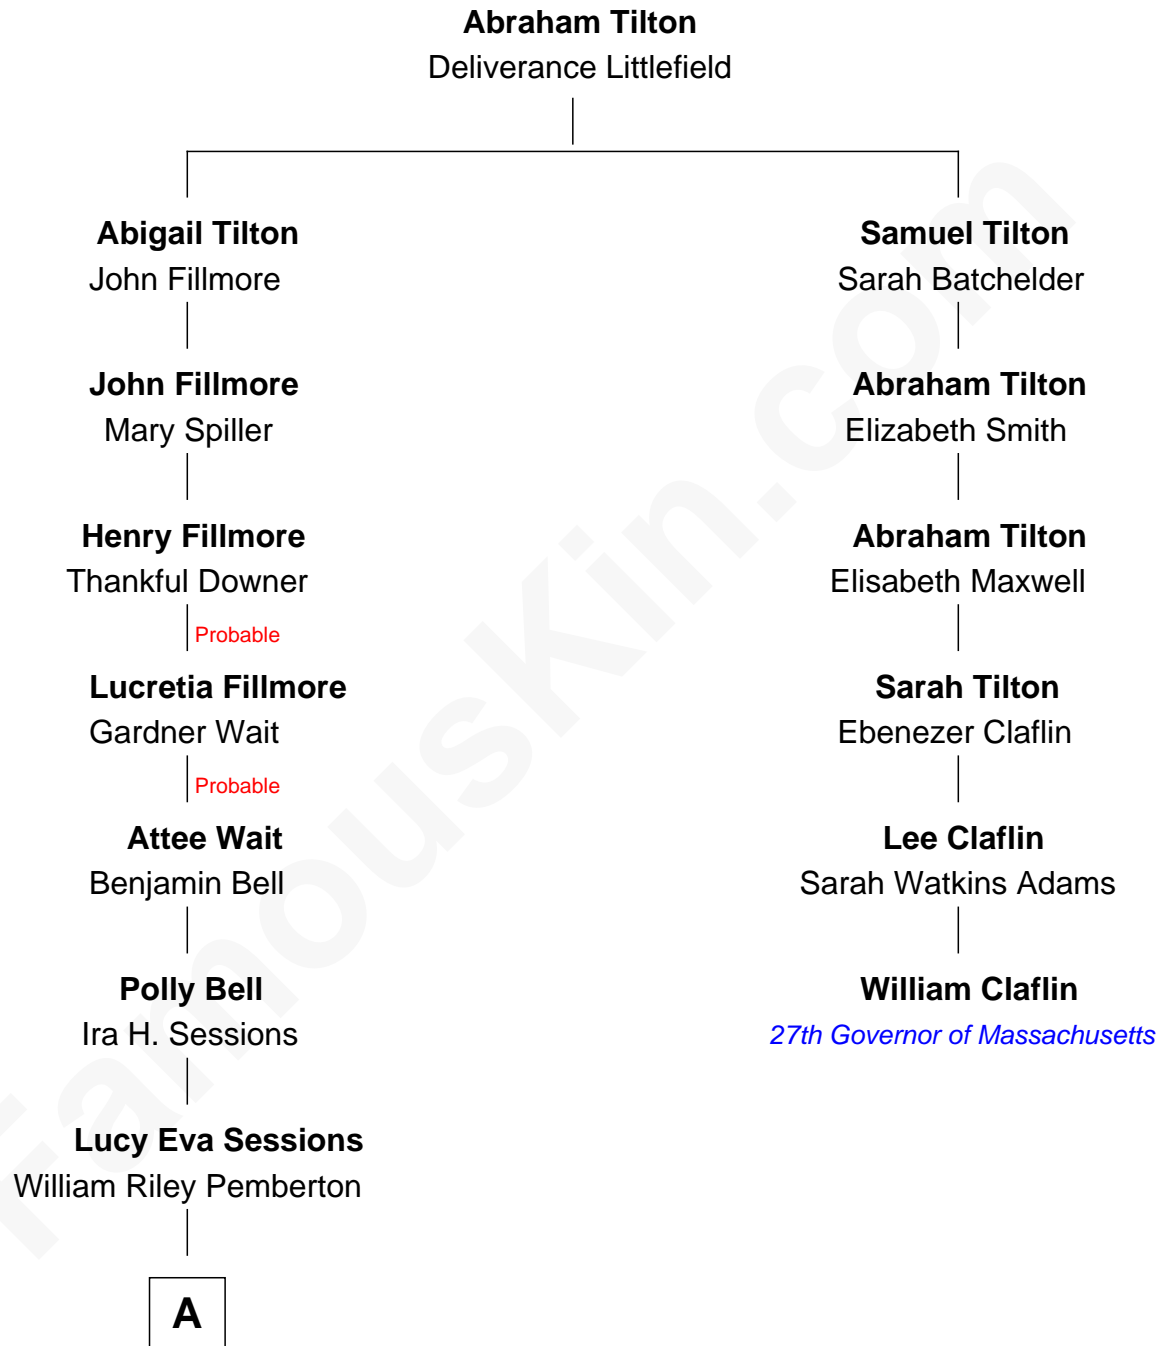 Abraham Tilton
Deliverance Littlefield
Abigail Tilton
John Fillmore
Samuel Tilton
Sarah Batchelder
John Fillmore
Mary Spiller
Abraham Tilton
Elizabeth Smith
Henry Fillmore
Thankful Downer
Abraham Tilton
Elisabeth Maxwell
Probable
Lucretia Fillmore
Gardner Wait
Sarah Tilton
Ebenezer Claflin
Probable
Attee Wait
Benjamin Bell
Lee Claflin
Sarah Watkins Adams
Polly Bell
Ira H. Sessions
William Claflin
27th Governor of Massachusetts
Lucy Eva Sessions
William Riley Pemberton
A
FamousKin.com